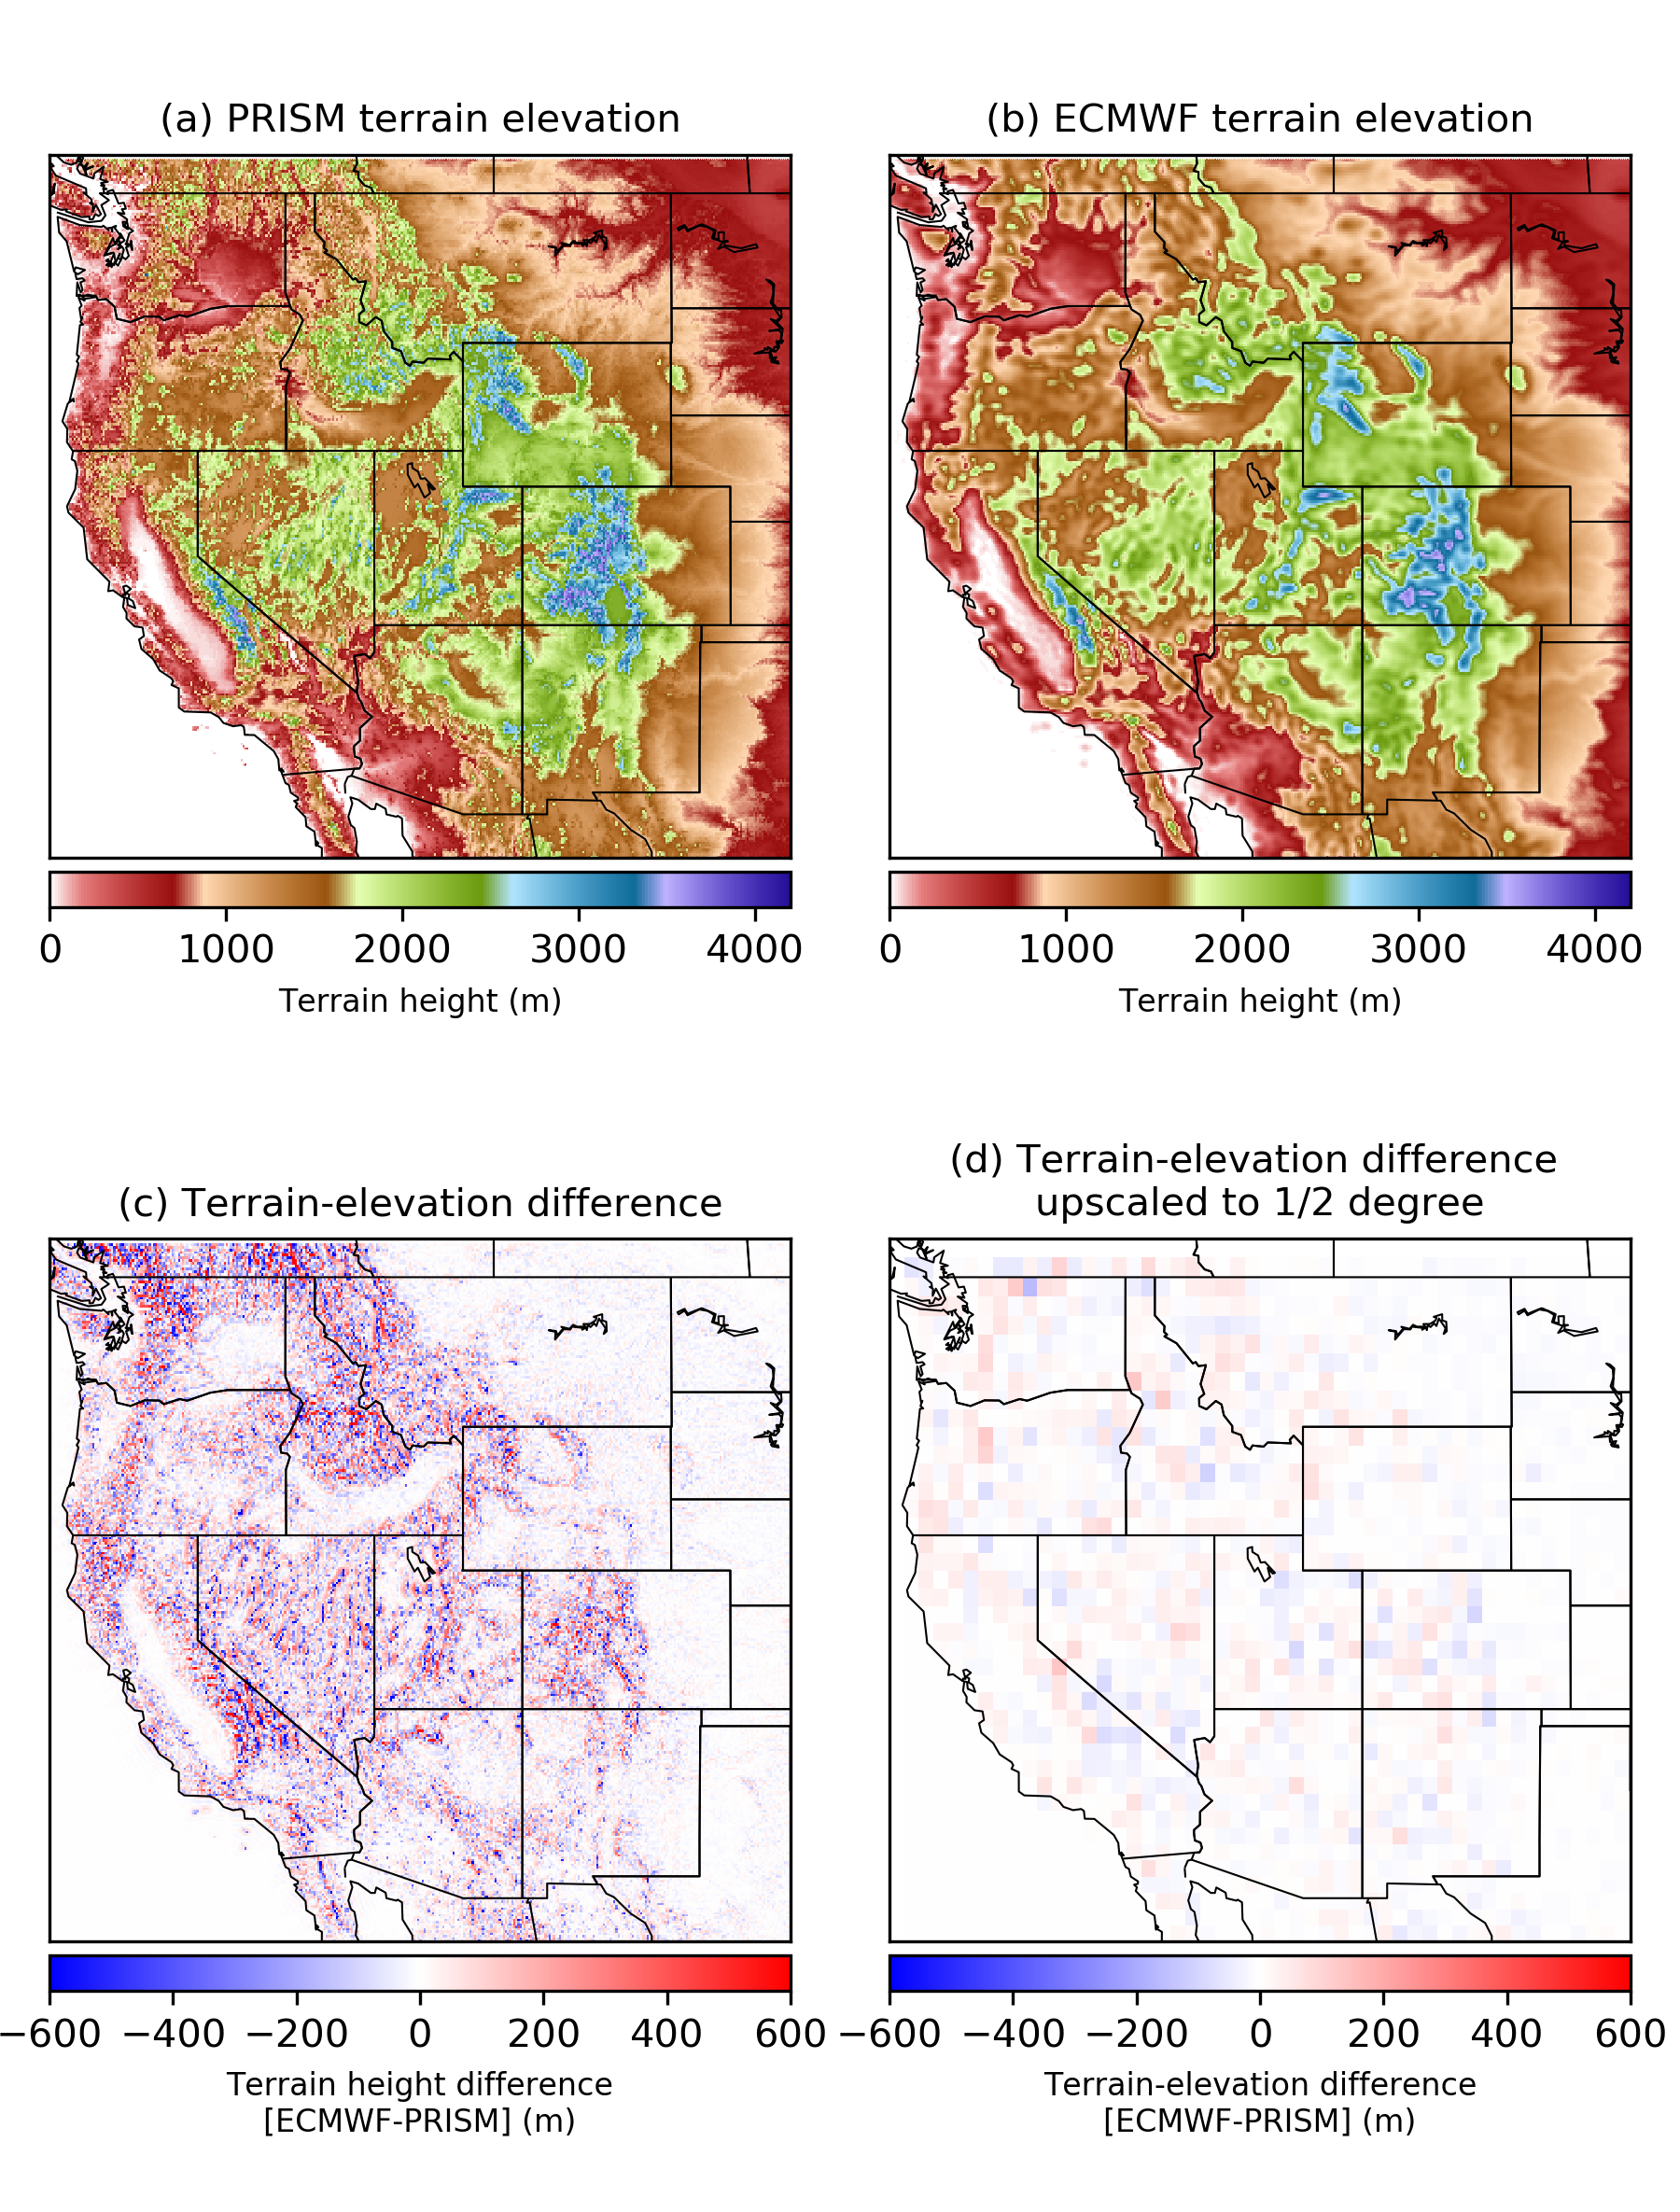 (a) PRISM terrain elevation
(b) ECMWF terrain elevation
0 1000 2000 3000 4000
Terrain height (m)
0 1000 2000 3000 4000
Terrain height (m)
(c) Terrain-elevation difference
(d) Terrain-elevation difference
upscaled to 1/2 degree
−600 −400 −200 0 200 400 600
Terrain height difference
[ECMWF-PRISM] (m)
−600 −400 −200 0 200 400 600
Terrain-elevation difference
[ECMWF-PRISM] (m)